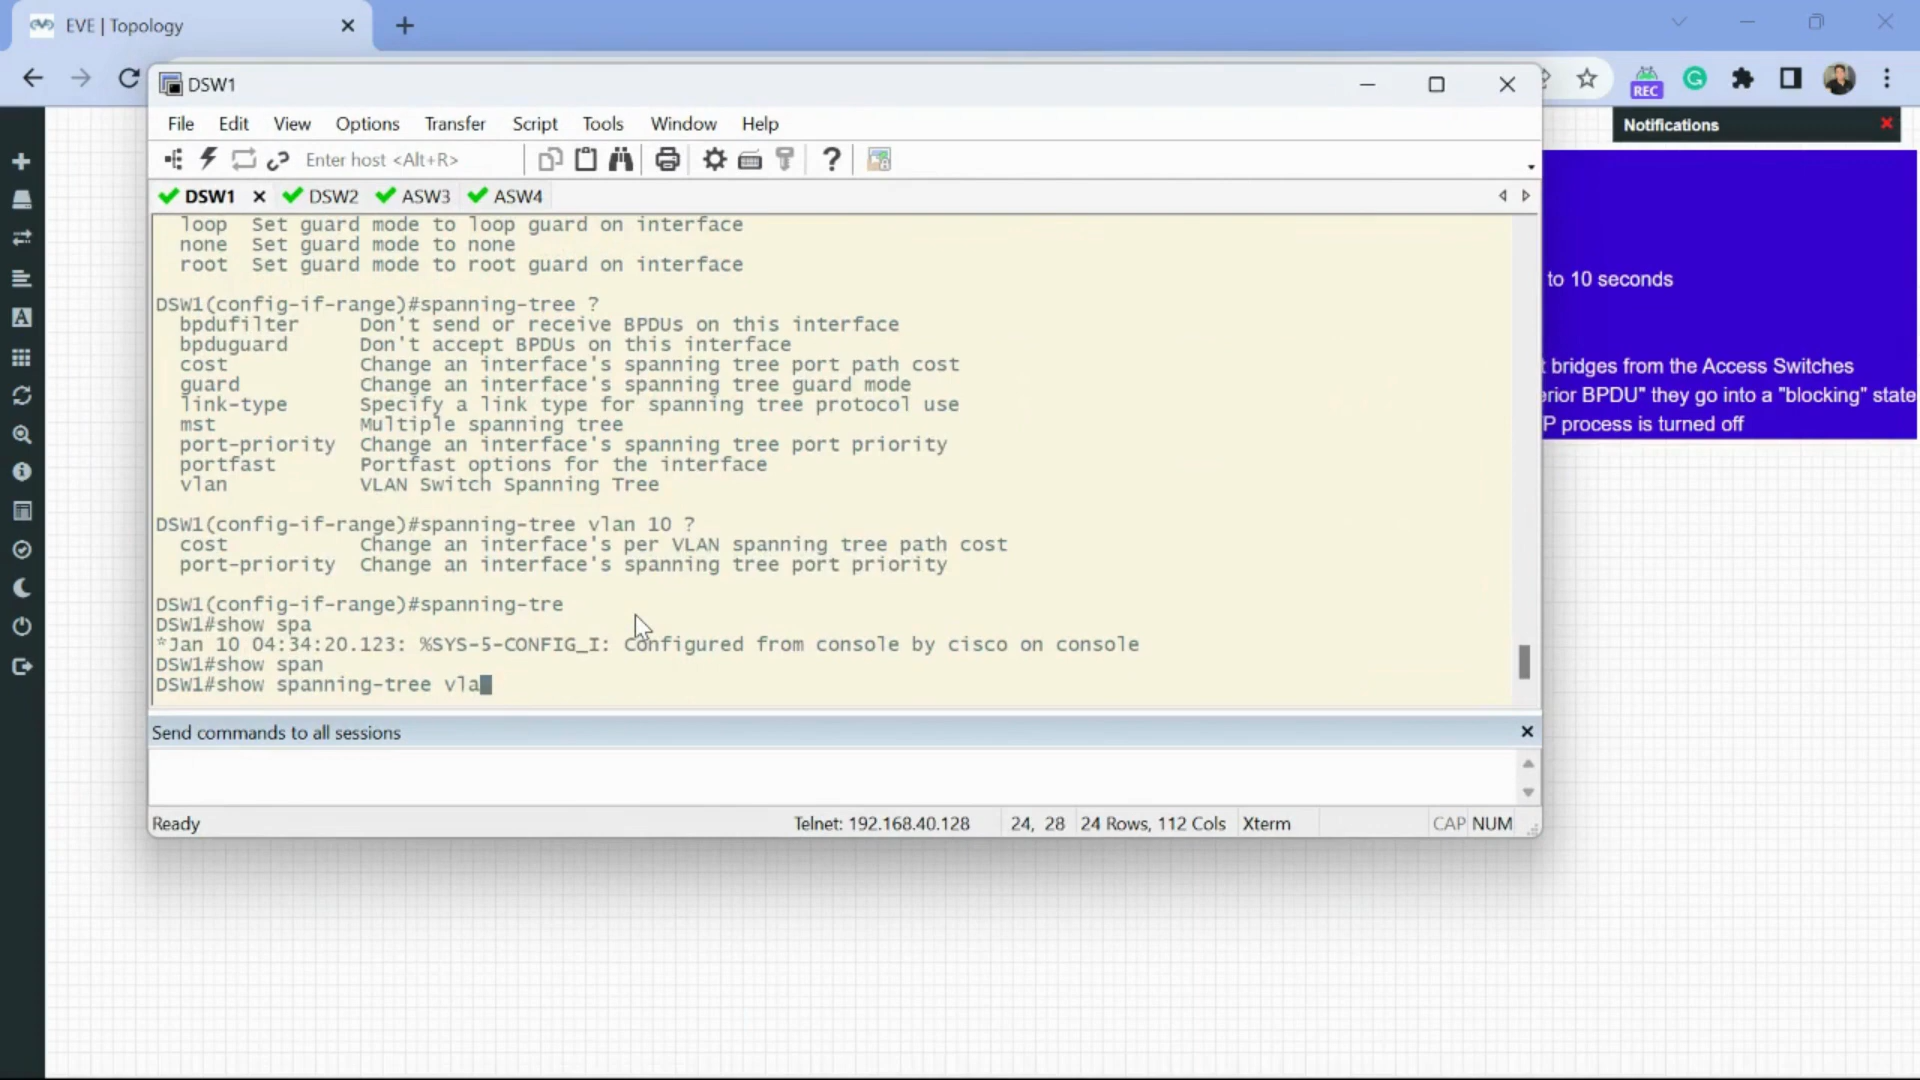 EVE | Topology
DSW1
REC
File Edit View Options Transfer Script Tools Window Help
Notifications
Enter host <Alt+R>
DSW1 DSW2 ASW3 ASW4
loop Set guard mode to loop guard on interface
none Set guard mode to none
root Set guard mode to root guard on interface
to 10 seconds
DSW1(config-if-range)#spanning-tree ?
bpdufilter Don't send or receive BPDUs on this interface
bpduguard Don't accept BPDUs on this interface
cost Change an interface's spanning tree port path cost
guard Change an interface's spanning tree guard mode
link-type Specify a link type for spanning tree protocol use
mst Multiple spanning tree
port-priority Change an interface's spanning tree port priority
portfast Portfast options for the interface
vlan VLAN Switch Spanning Tree
t bridges from the Access Switches
erior BPDU" they go into a "blocking" state
P process is turned off
DSW1(config-if-range)#spanning-tree vlan 10 ?
cost Change an interface's per VLAN spanning tree path cost
port-priority Change an interface's spanning tree port priority
DSW1(config-if-range)#spanning-tre
DSW1#show spa
*Jan 10 04:34:20.123: %SYS-5-CONFIG_I: Configured from console by cisco on console
DSW1#show span
DSW1#show spanning-tree vla
Send commands to all sessions
Ready Telnet: 192.168.40.128 24, 28 24 Rows, 112 Cols Xterm CAP NUM